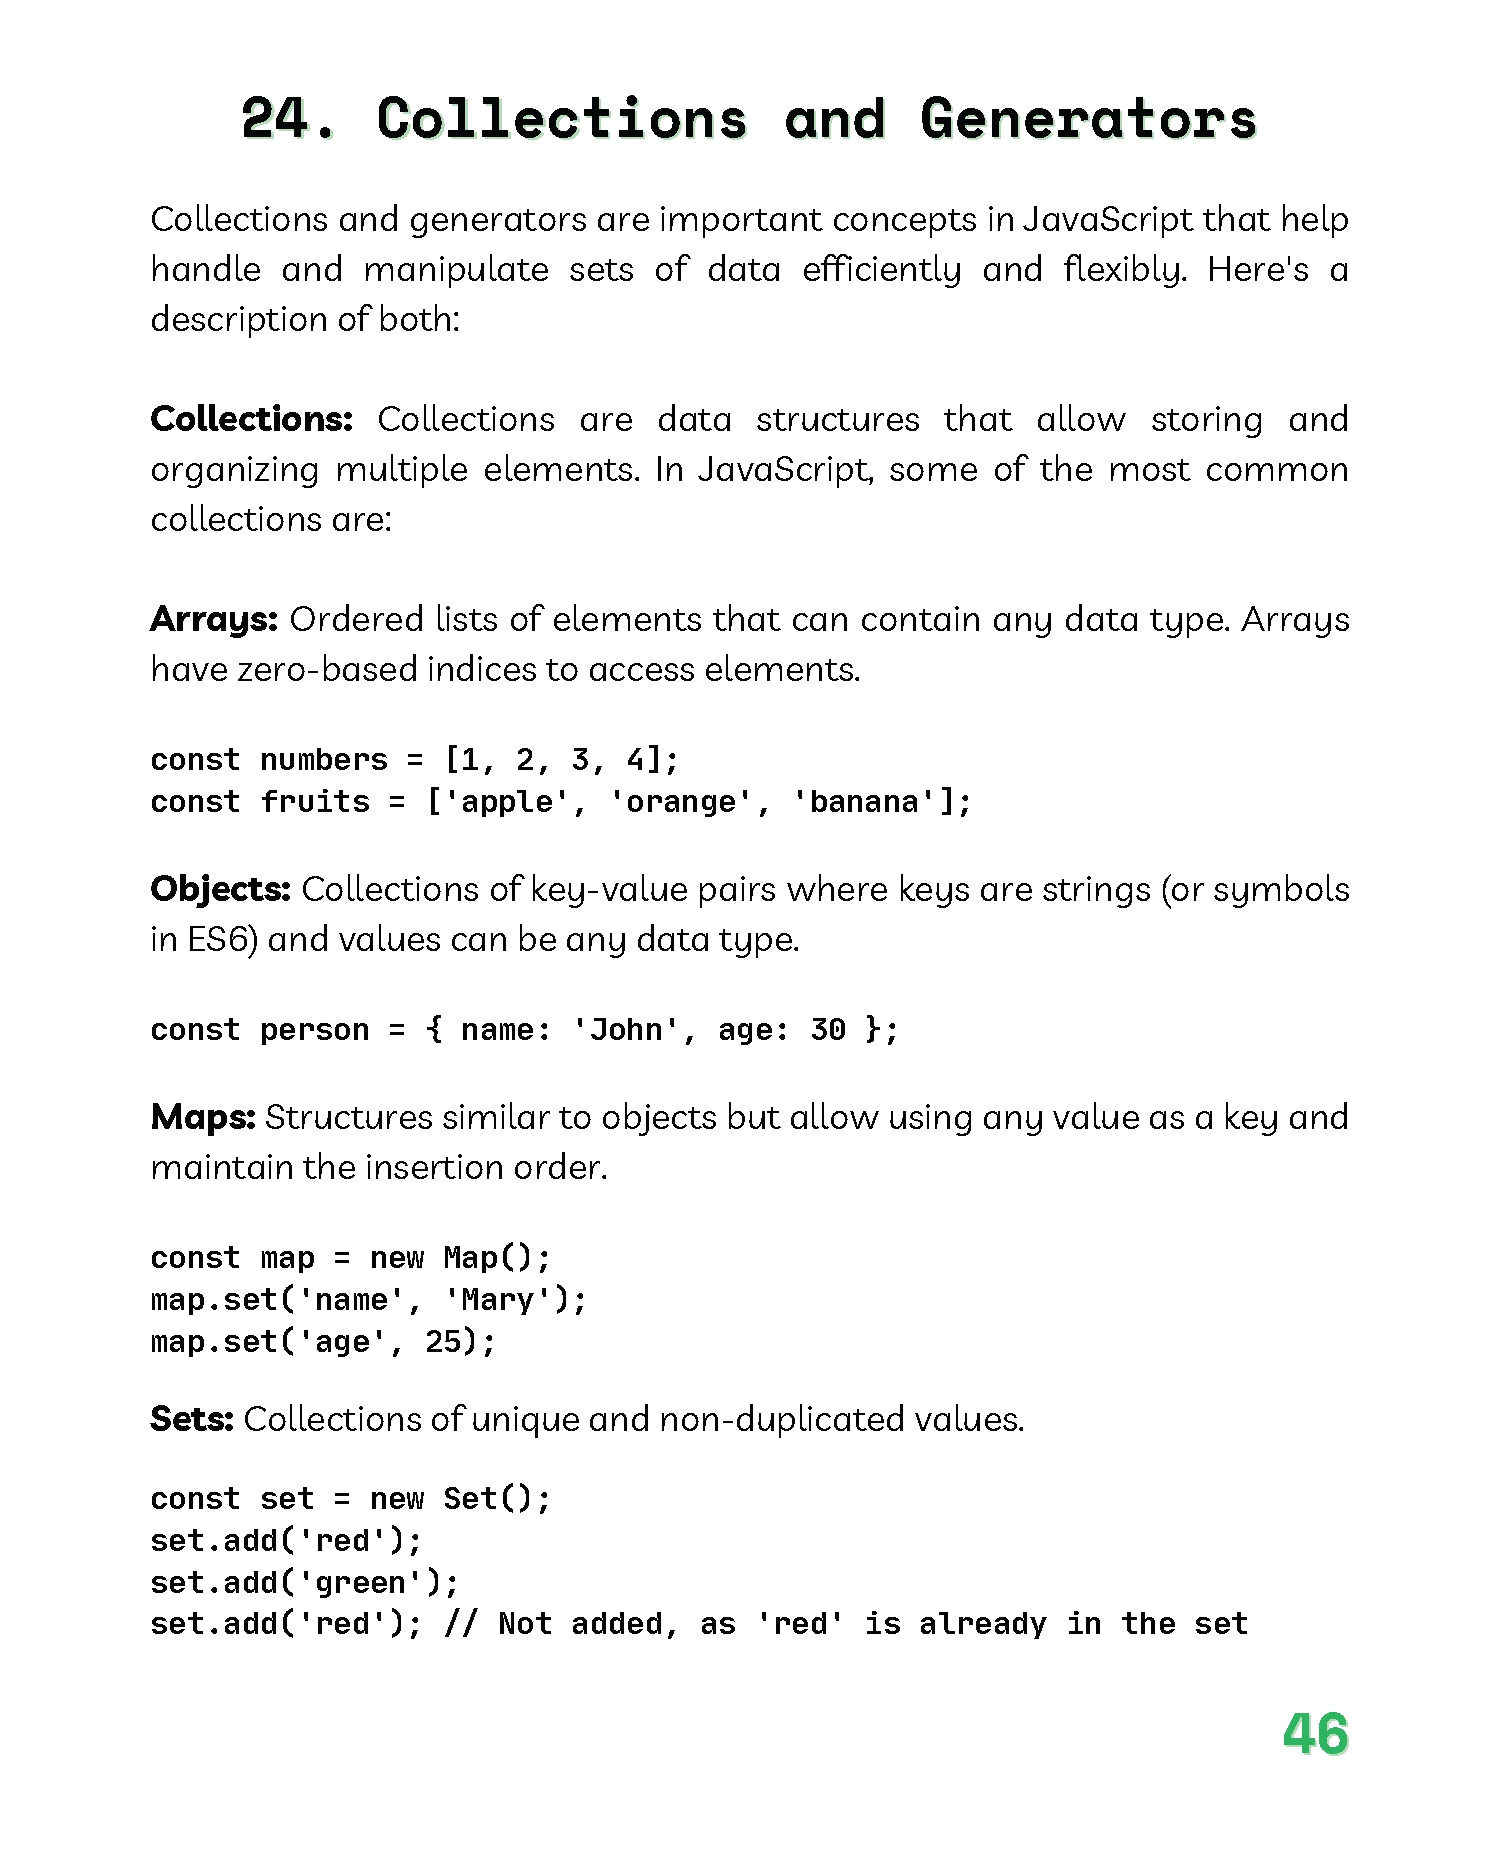 24. Collections and Generators
Collections and generators are important concepts in JavaScript that help
handle and manipulate sets of data efficiently and flexibly. Here's a
description of both:
Collections: Collections are data structures that allow storing and
organizing multiple elements. In JavaScript, some of the most common
collections are:
Arrays: Ordered lists of elements that can contain any data type. Arrays
have zero-based indices to access elements.
const numbers = [1, 2, 3, 4];
const fruits = ['apple', 'orange', 'banana'];
Objects: Collections of key-value pairs where keys are strings (or symbols
in ES6) and values can be any data type.
const person = { name: 'John', age: 30 };
Maps: Structures similar to objects but allow using any value as a key and
maintain the insertion order.
const map = new Map();
map.set('name', 'Mary');
map.set('age', 25);
Sets: Collections of unique and non-duplicated values.
const set = new Set();
set.add('red');
set.add('green');
set.add('red'); // Not added, as 'red' is already in the set
46